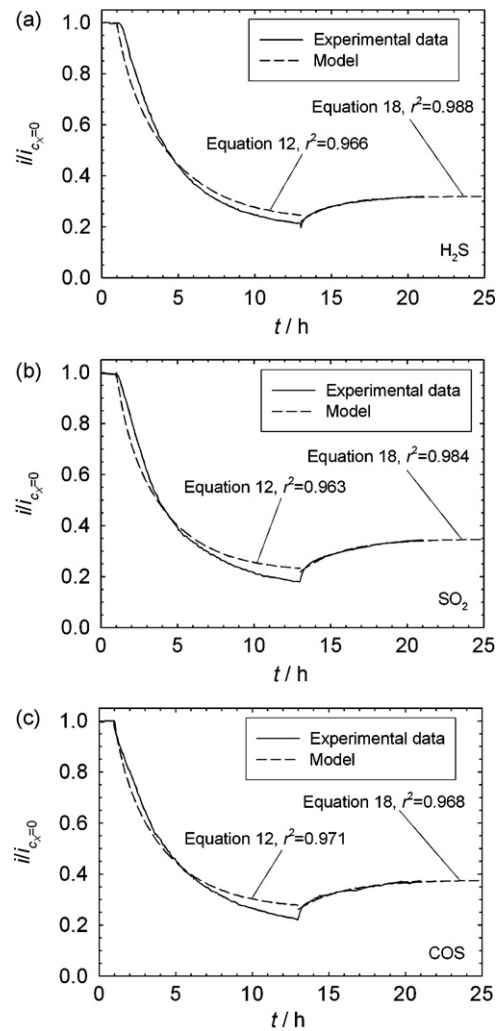 (a)
1.0
0.8
0.6
0.4
0.2
0.0
i/i_{c_X=0}
Experimental data
Model
Equation 18, r²=0.988
Equation 12, r²=0.966
H₂S
0 5 10 15 20 25
t / h
(b)
1.0
0.8
0.6
0.4
0.2
0.0
i/i_{c_X=0}
Experimental data
Model
Equation 18, r²=0.984
Equation 12, r²=0.963
SO₂
0 5 10 15 20 25
t / h
(c)
1.0
0.8
0.6
0.4
0.2
0.0
i/i_{c_X=0}
Experimental data
Model
Equation 18, r²=0.968
Equation 12, r²=0.971
COS
0 5 10 15 20 25
t / h